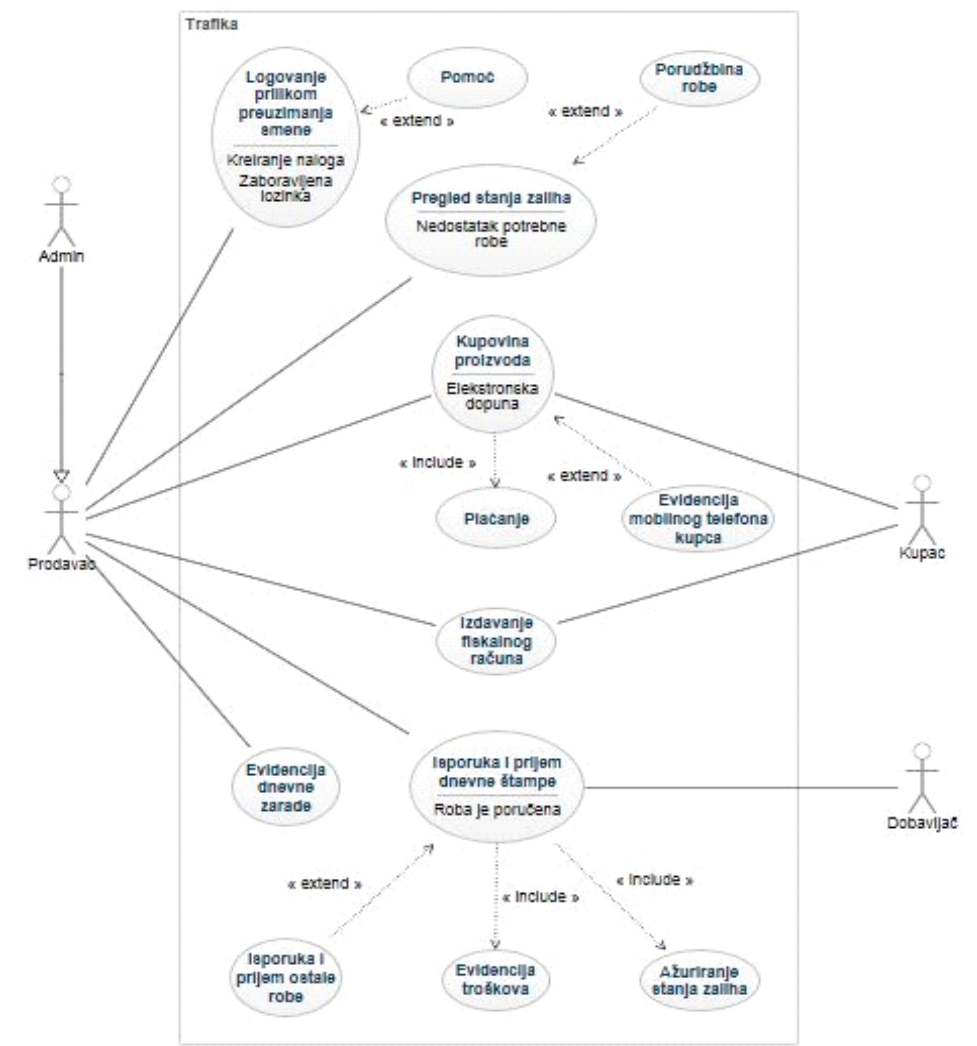 Trafika
Logovanje
prilikom
preuzimanja
smene
Kreiranje naloga
Zaboravljena
lozinka
Pomoć
« extend »
Porudžbina
robe
« extend »
Pregled stanja zaliha
Nedostatak potrebne
robe
Admin
Kupovina
proizvoda
Elekstronska
dopuna
« include »
« extend »
Plaćanje
Evidencija
mobilnog telefona
kupca
Prodavac
Kupac
Izdavanje
fiskalnog
računa
Evidencija
dnevne
zarade
Isporuka i prijem
dnevne štampe
Roba je poručena
Dobavljač
« extend »
« include »
« include »
Isporuka i
prijem ostale
robe
Evidencija
troškova
Ažuriranje
stanja zaliha